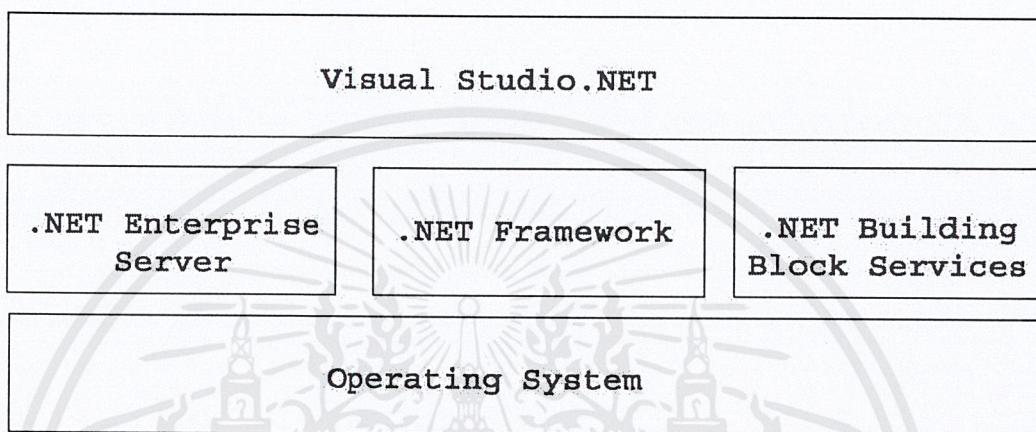 Visual Studio.NET
.NET Enterprise
Server
.NET Framework
.NET Building
Block Services
Operating System